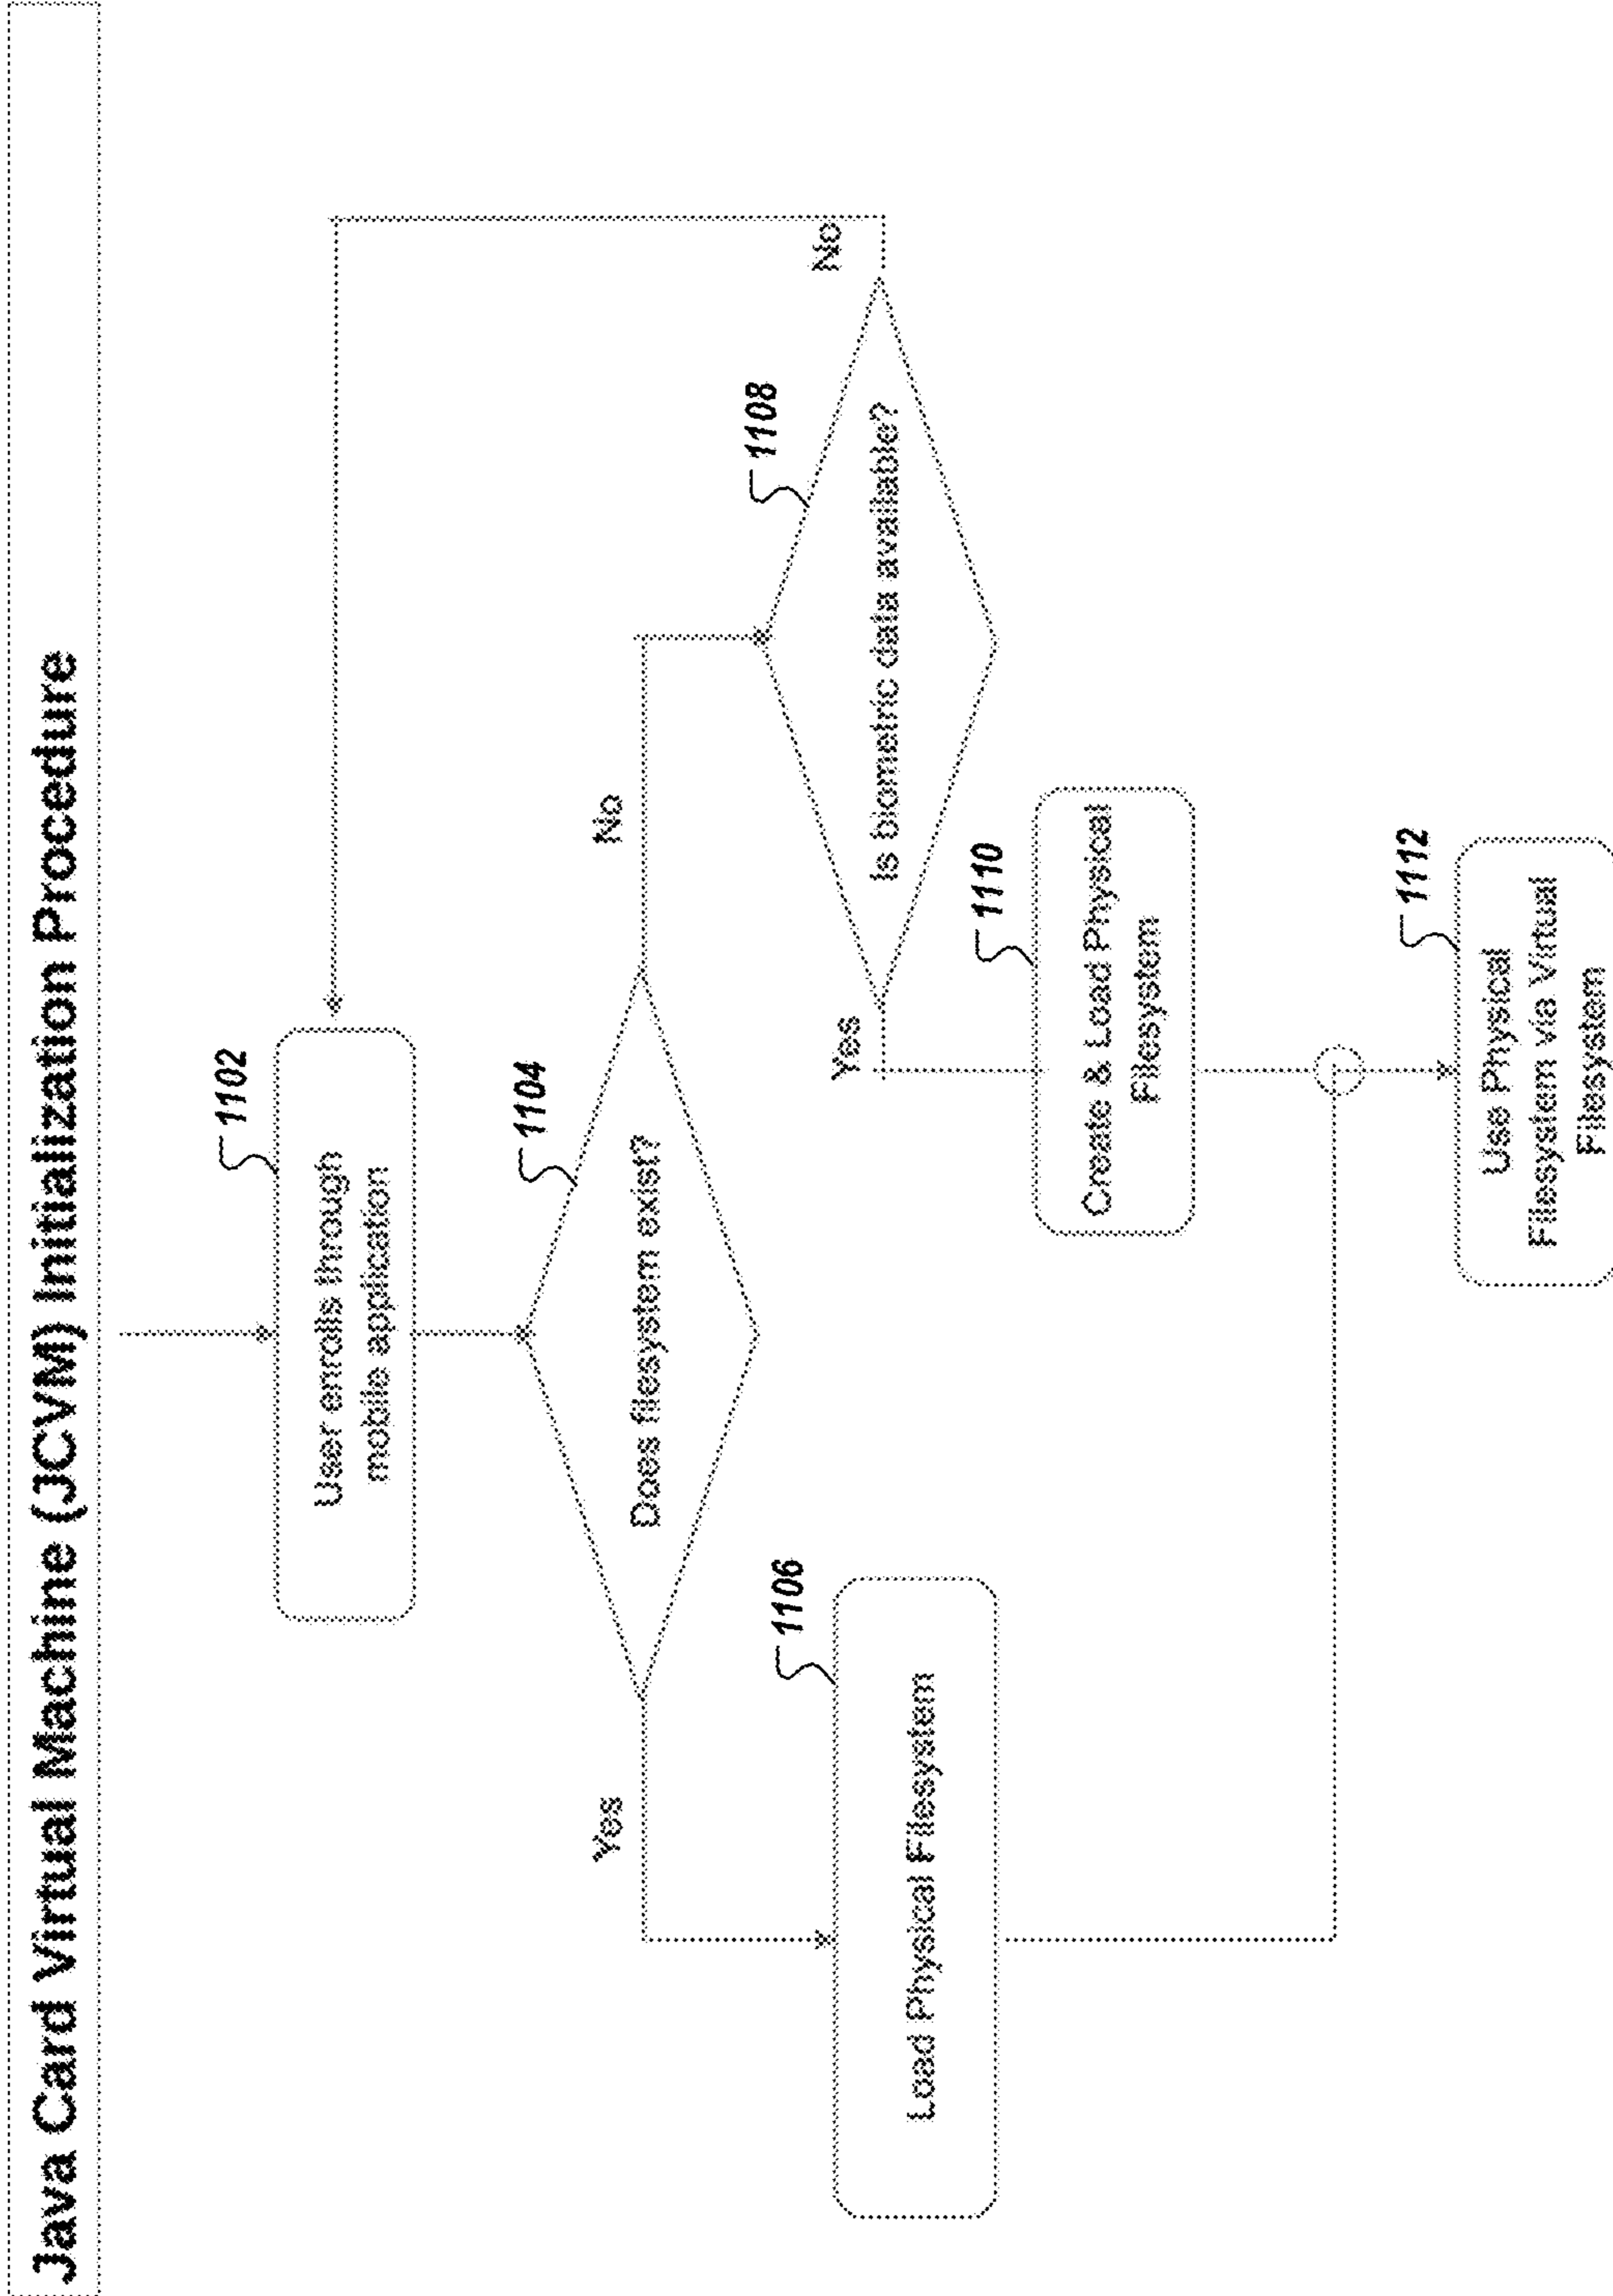 Java Card Virtual Machine (JCVM) Initialization Procedure
1102
User enrolls through
mobile application
1104
Does filesystem exist?
Yes
No
1106
Load Physical Filesystem
1108
Is biometric data available?
Yes
No
1110
Create & Load Physical
Filesystem
1112
Use Physical
Filesystem via Virtual
Filesystem